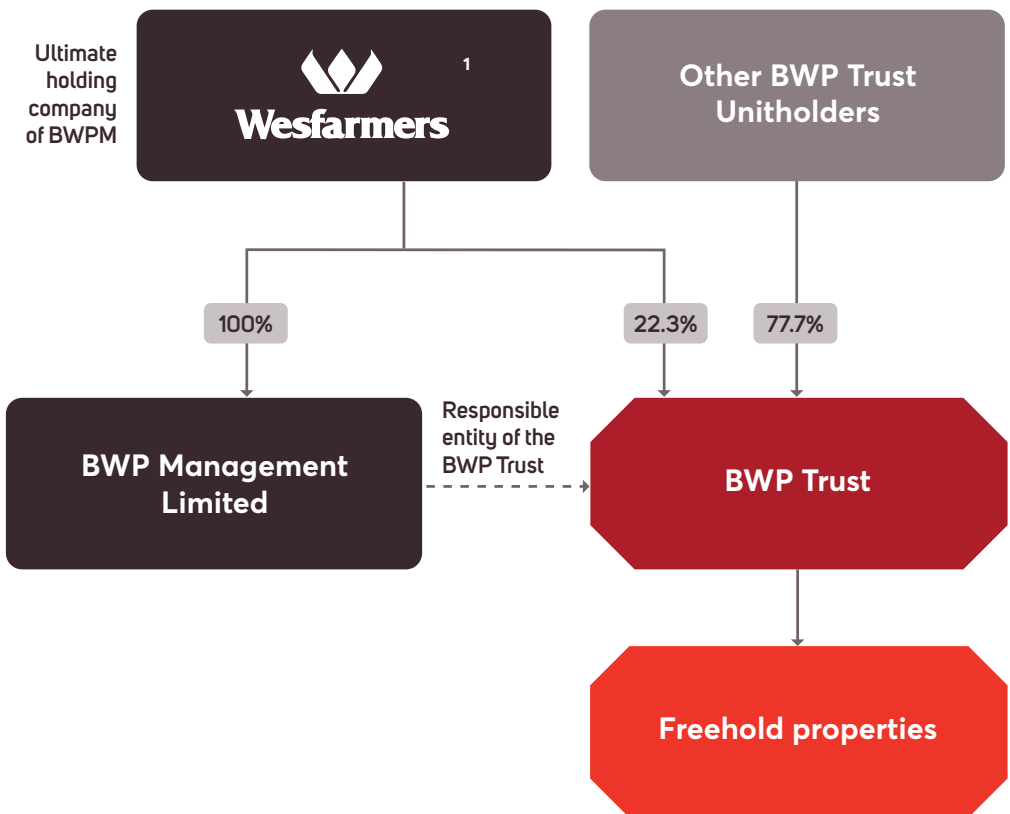 Ultimate
holding
company
of BWPM
Wesfarmers
1
Other BWP Trust
Unitholders
100%
22.3%
77.7%
BWP Management
Limited
Responsible
entity of the
BWP Trust
BWP Trust
Freehold properties